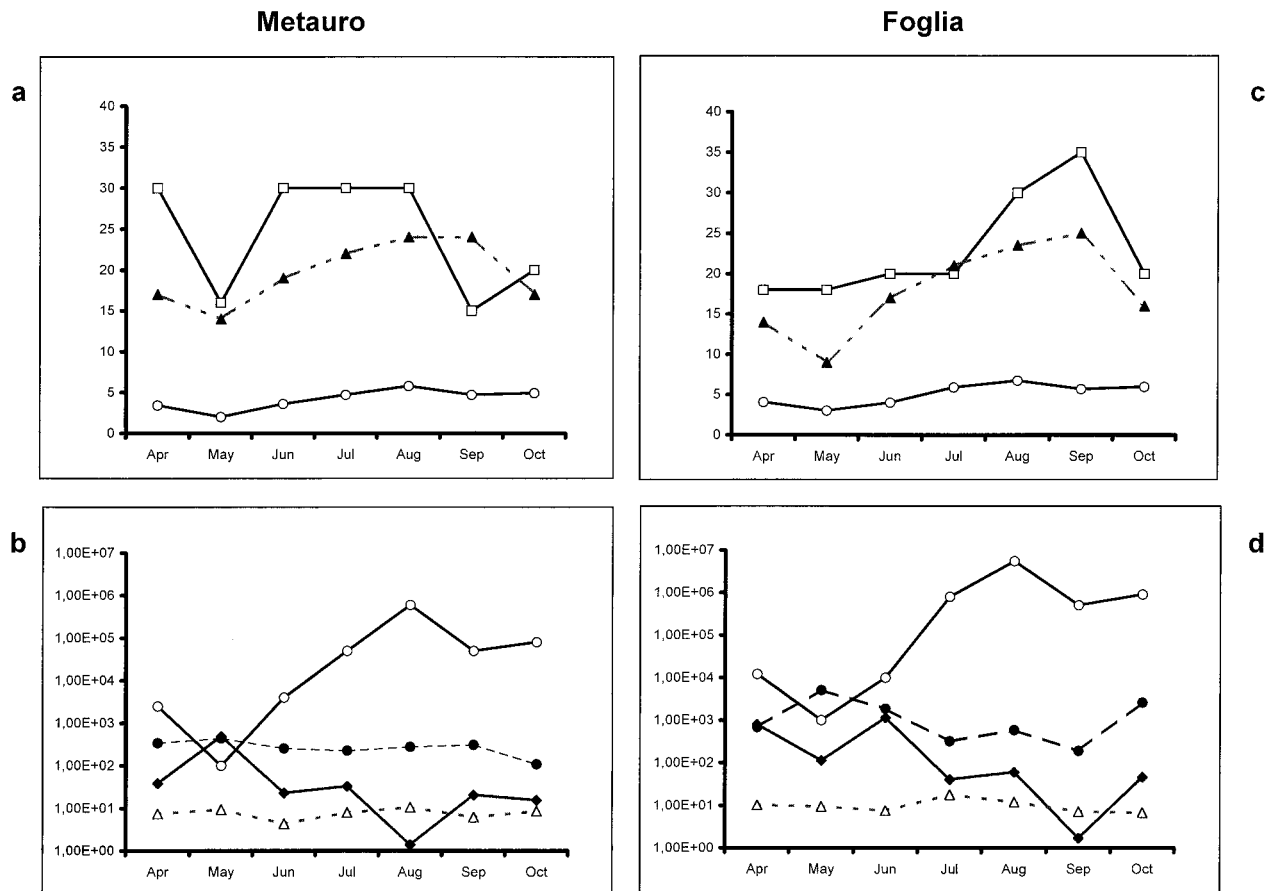 Metauro
Foglia
a
40
35
30
25
20
15
10
5
0
Apr May Jun Jul Aug Sep Oct
c
40
35
30
25
20
15
10
5
0
Apr May Jun Jul Aug Sep Oct
b
1,00E+07
1,00E+06
1,00E+05
1,00E+04
1,00E+03
1,00E+02
1,00E+01
1,00E+00
Apr May Jun Jul Aug Sep Oct
d
1,00E+07
1,00E+06
1,00E+05
1,00E+04
1,00E+03
1,00E+02
1,00E+01
1,00E+00
Apr May Jun Jul Aug Sep Oct